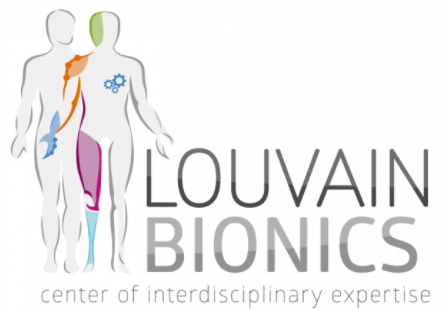 LOUVAIN
BIONICS
center of interdisciplinary expertise